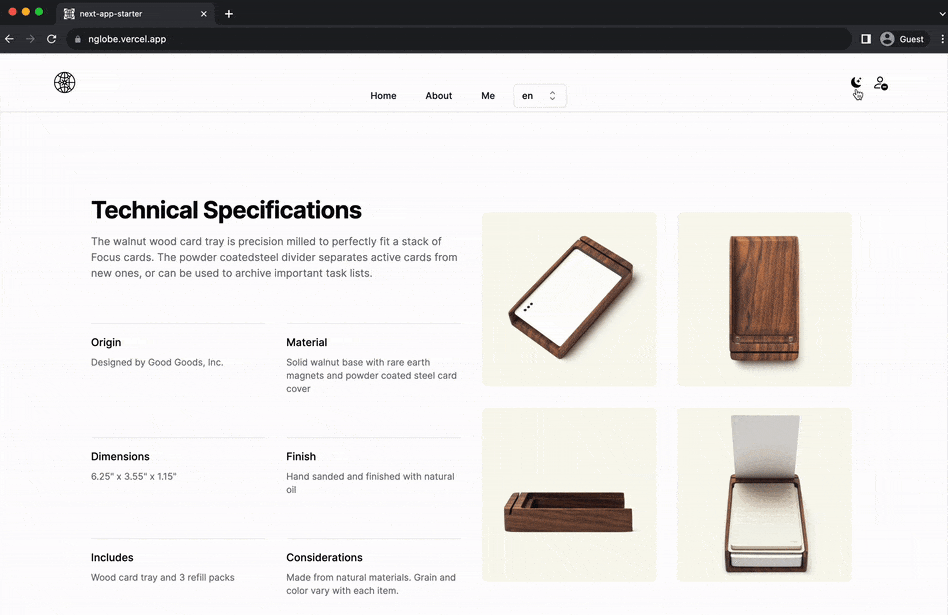 next-app-starter
nglobe.vercel.app
Guest
Home
About
Me
en
Technical Specifications
The walnut wood card tray is precision milled to perfectly fit a stack of
Focus cards. The powder coatedsteel divider separates active cards from
new ones, or can be used to archive important task lists.
Origin
Designed by Good Goods, Inc.
Material
Solid walnut base with rare earth
magnets and powder coated steel card
cover
Dimensions
6.25" x 3.55" x 1.15"
Finish
Hand sanded and finished with natural
oil
Includes
Wood card tray and 3 refill packs
Considerations
Made from natural materials. Grain and
color vary with each item.